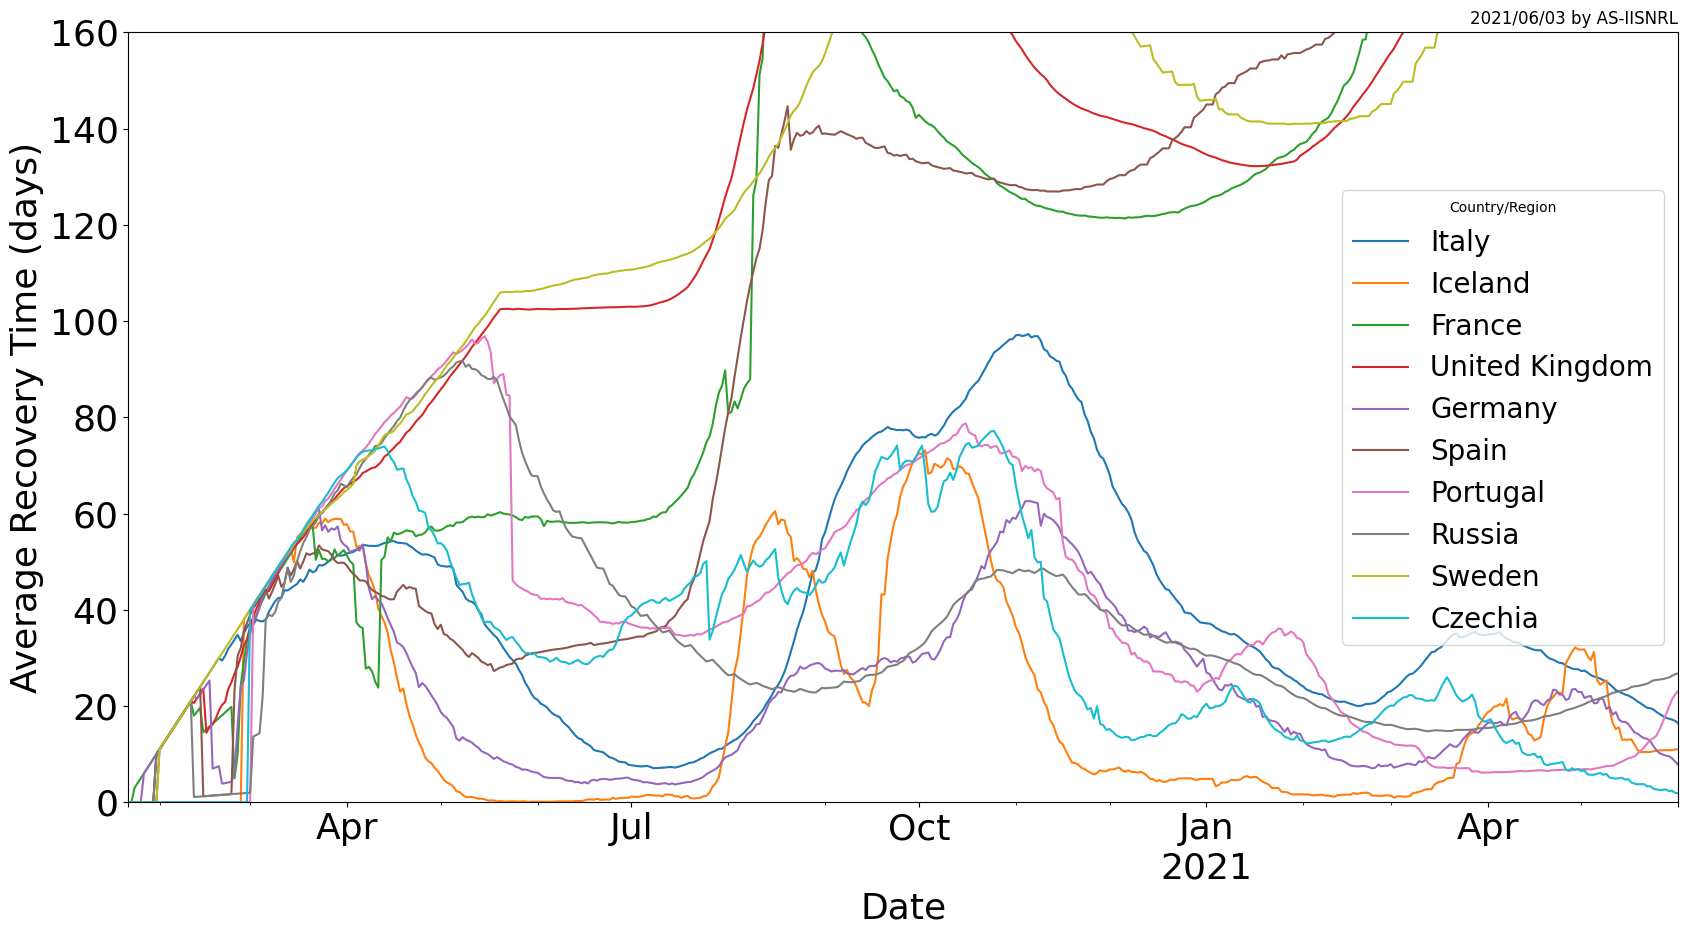 2021/06/03 by AS-IISNRL
160
140
120
100
80
60
40
20
0
Average Recovery Time (days)
Country/Region
Italy
Iceland
France
United Kingdom
Germany
Spain
Portugal
Russia
Sweden
Czechia
Apr
Jul
Oct
Jan
2021
Apr
Date